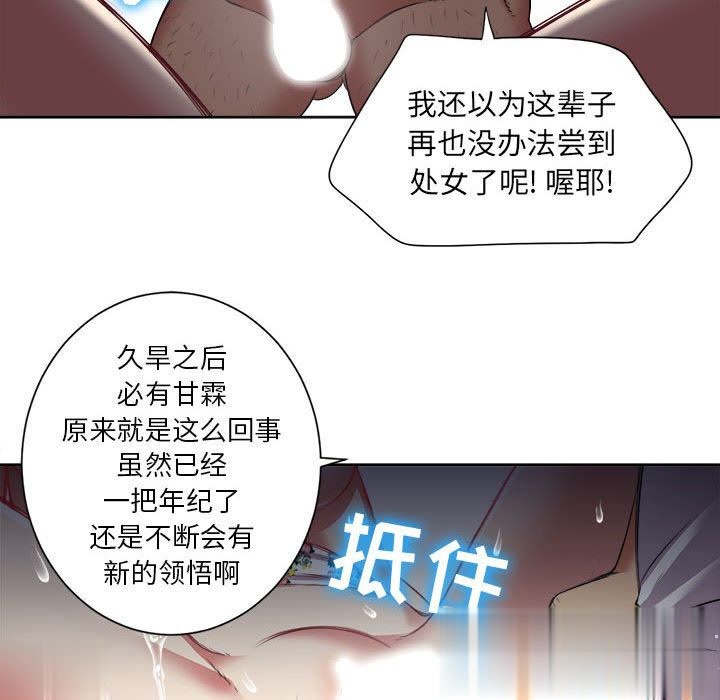 我还以为这辈子
再也没办法尝到
处女了呢! 喔耶!
久旱之后
必有甘霖
原来就是这么回事
虽然已经
一把年纪了
还是不断会有
新的领悟啊
抵住